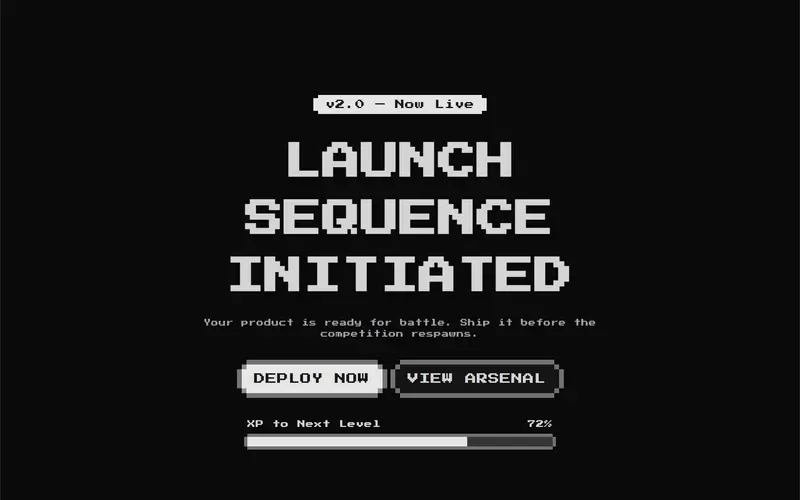 v2.0 — Now Live
LAUNCH
SEQUENCE
INITIATED
Your product is ready for battle. Ship it before the
competition respawns.
DEPLOY NOW
VIEW ARSENAL
XP to Next Level
72%